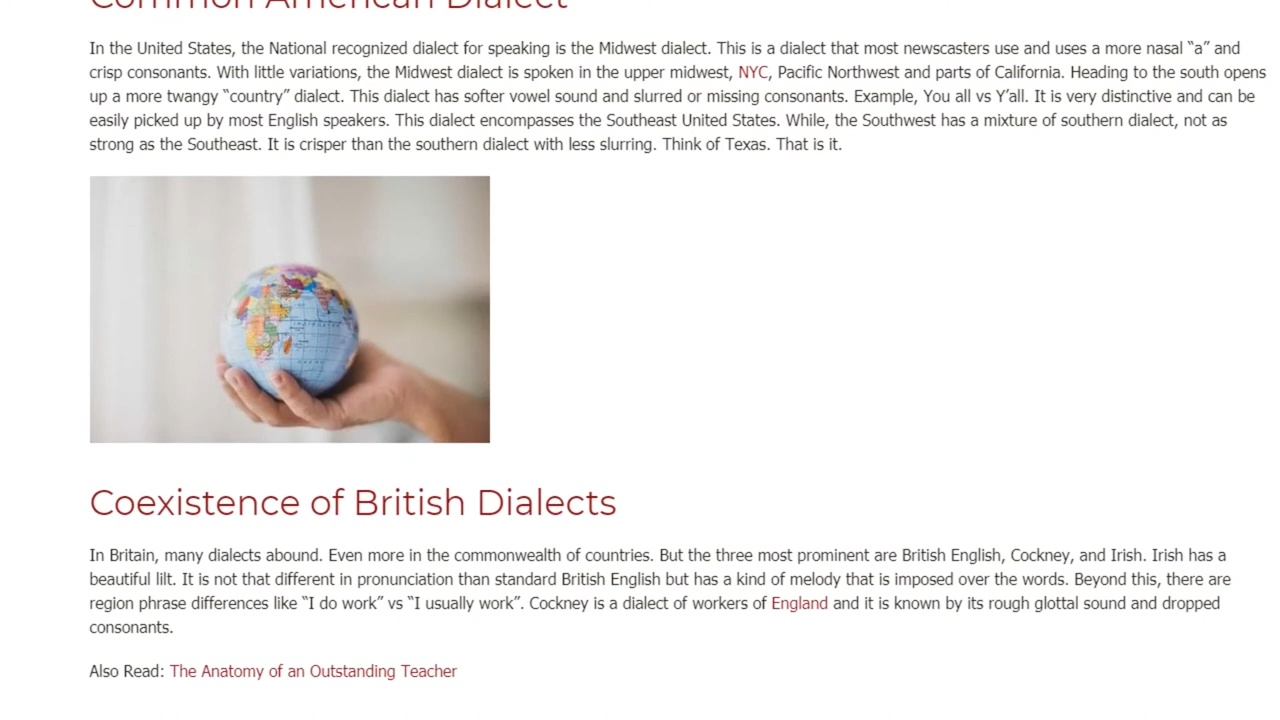 Common American Dialect
In the United States, the National recognized dialect for speaking is the Midwest dialect. This is a dialect that most newscasters use and uses a more nasal “a” and
crisp consonants. With little variations, the Midwest dialect is spoken in the upper midwest, NYC, Pacific Northwest and parts of California. Heading to the south opens
up a more twangy “country” dialect. This dialect has softer vowel sound and slurred or missing consonants. Example, You all vs Y’all. It is very distinctive and can be
easily picked up by most English speakers. This dialect encompasses the Southeast United States. While, the Southwest has a mixture of southern dialect, not as
strong as the Southeast. It is crisper than the southern dialect with less slurring. Think of Texas. That is it.
Coexistence of British Dialects
In Britain, many dialects abound. Even more in the commonwealth of countries. But the three most prominent are British English, Cockney, and Irish. Irish has a
beautiful lilt. It is not that different in pronunciation than standard British English but has a kind of melody that is imposed over the words. Beyond this, there are
region phrase differences like “I do work” vs “I usually work”. Cockney is a dialect of workers of England and it is known by its rough glottal sound and dropped
consonants.
Also Read: The Anatomy of an Outstanding Teacher